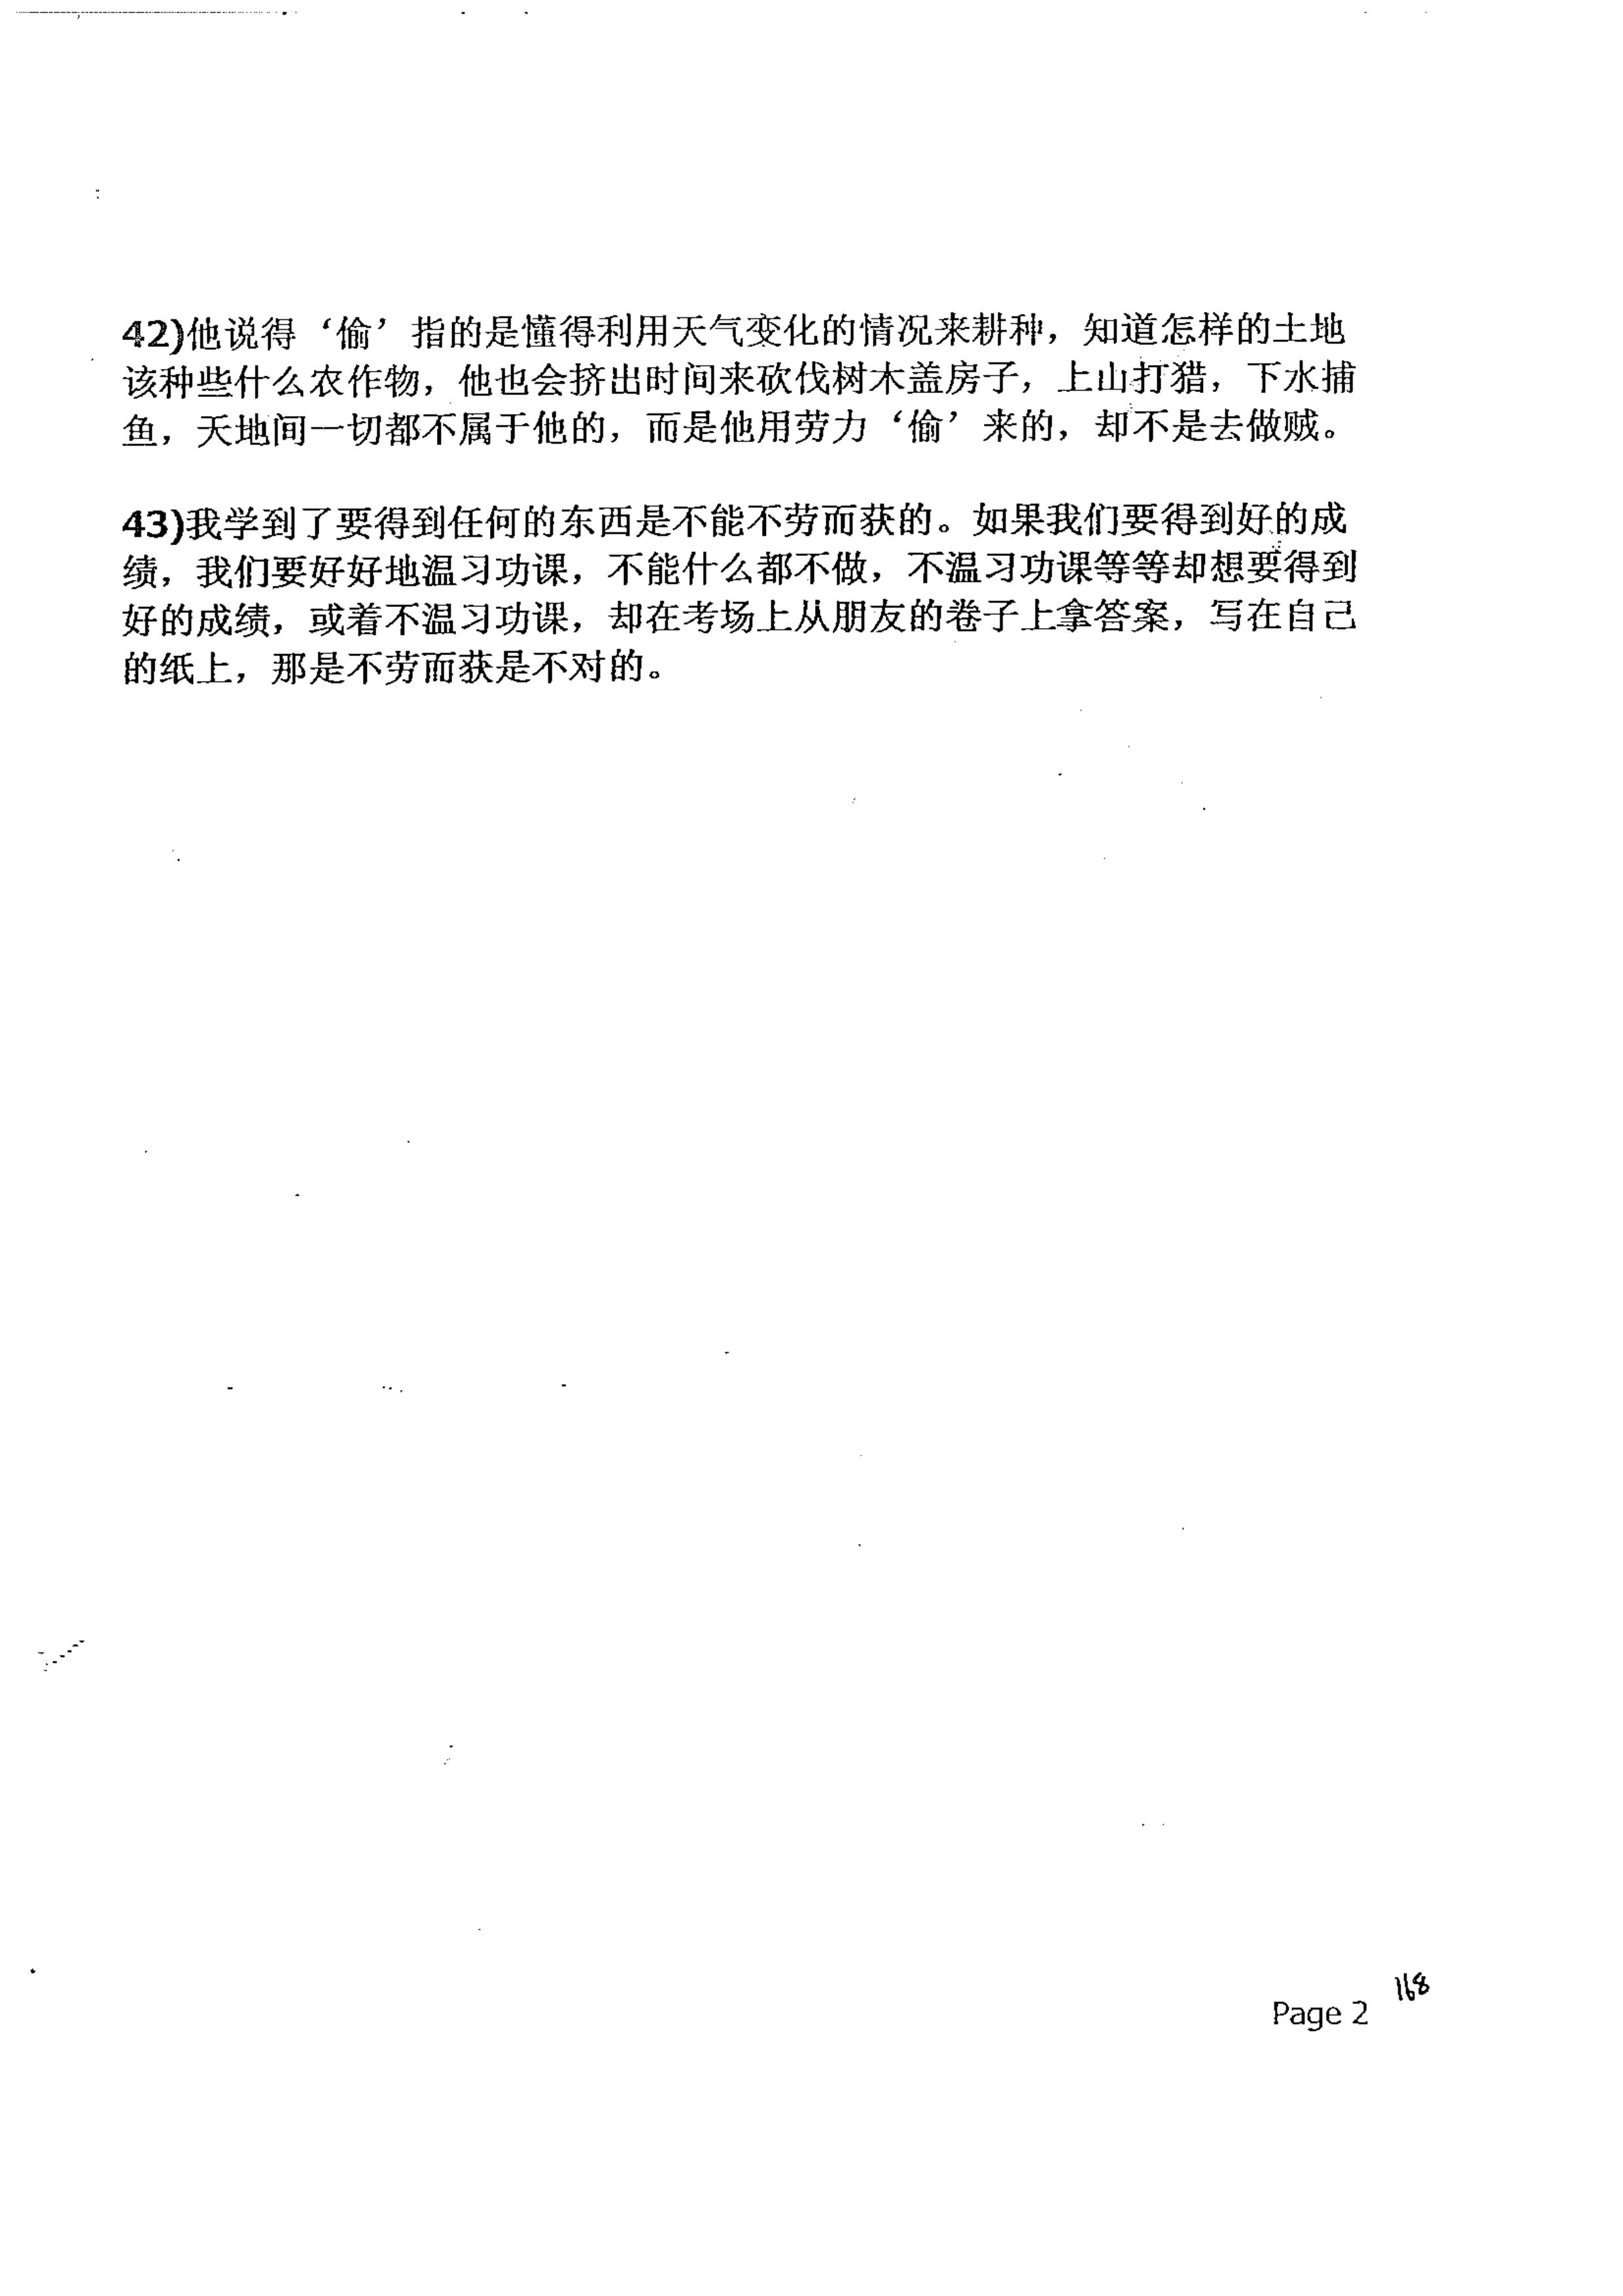 42)他说得‘偷’指的是懂得利用天气变化的情况来耕种，知道怎样的土地
该种些什么农作物，他也会挤出时间来砍伐树木盖房子，上山打猎，下水捕
鱼，天地间一切都不属于他的，而是他用劳力‘偷’来的，却不是去做贼。
43)我学到了要得到任何的东西是不能不劳而获的。如果我们要得到好的成
绩，我们要好好地温习功课，不能什么都不做，不温习功课等等却想要得到
好的成绩，或着不温习功课，却在考场上从朋友的卷子上拿答案，写在自己
的纸上，那是不劳而获是不对的。
168
Page 2